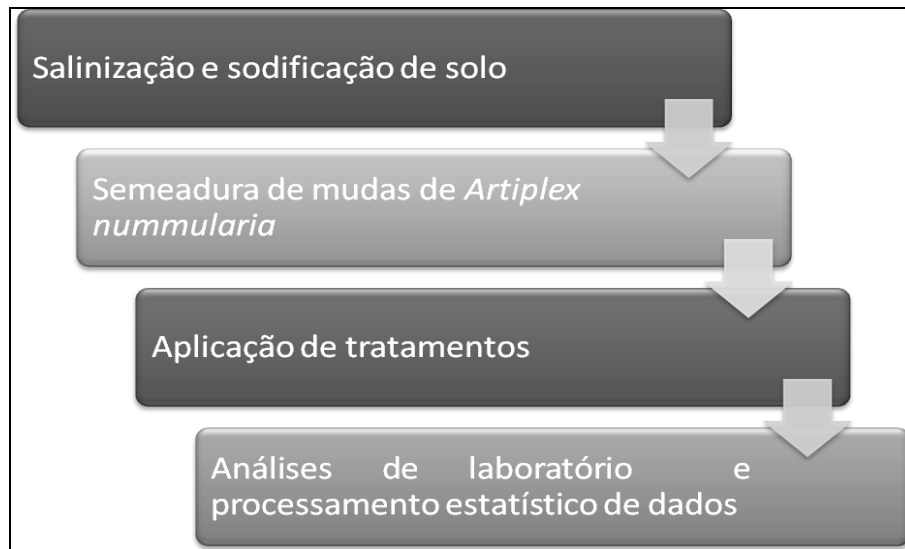 Salinização e sodificação de solo
Semeadura de mudas de Artiplex
nummularia
Aplicação de tratamentos
Análises de laboratório e
processamento estatístico de dados